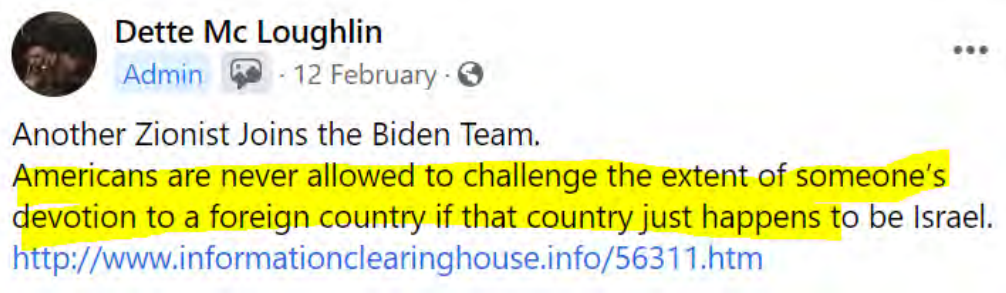 Dette Mc Loughlin
Admin · 12 February ·
Another Zionist Joins the Biden Team.
Americans are never allowed to challenge the extent of someone's
devotion to a foreign country if that country just happens to be Israel.
http://www.informationclearinghouse.info/56311.htm